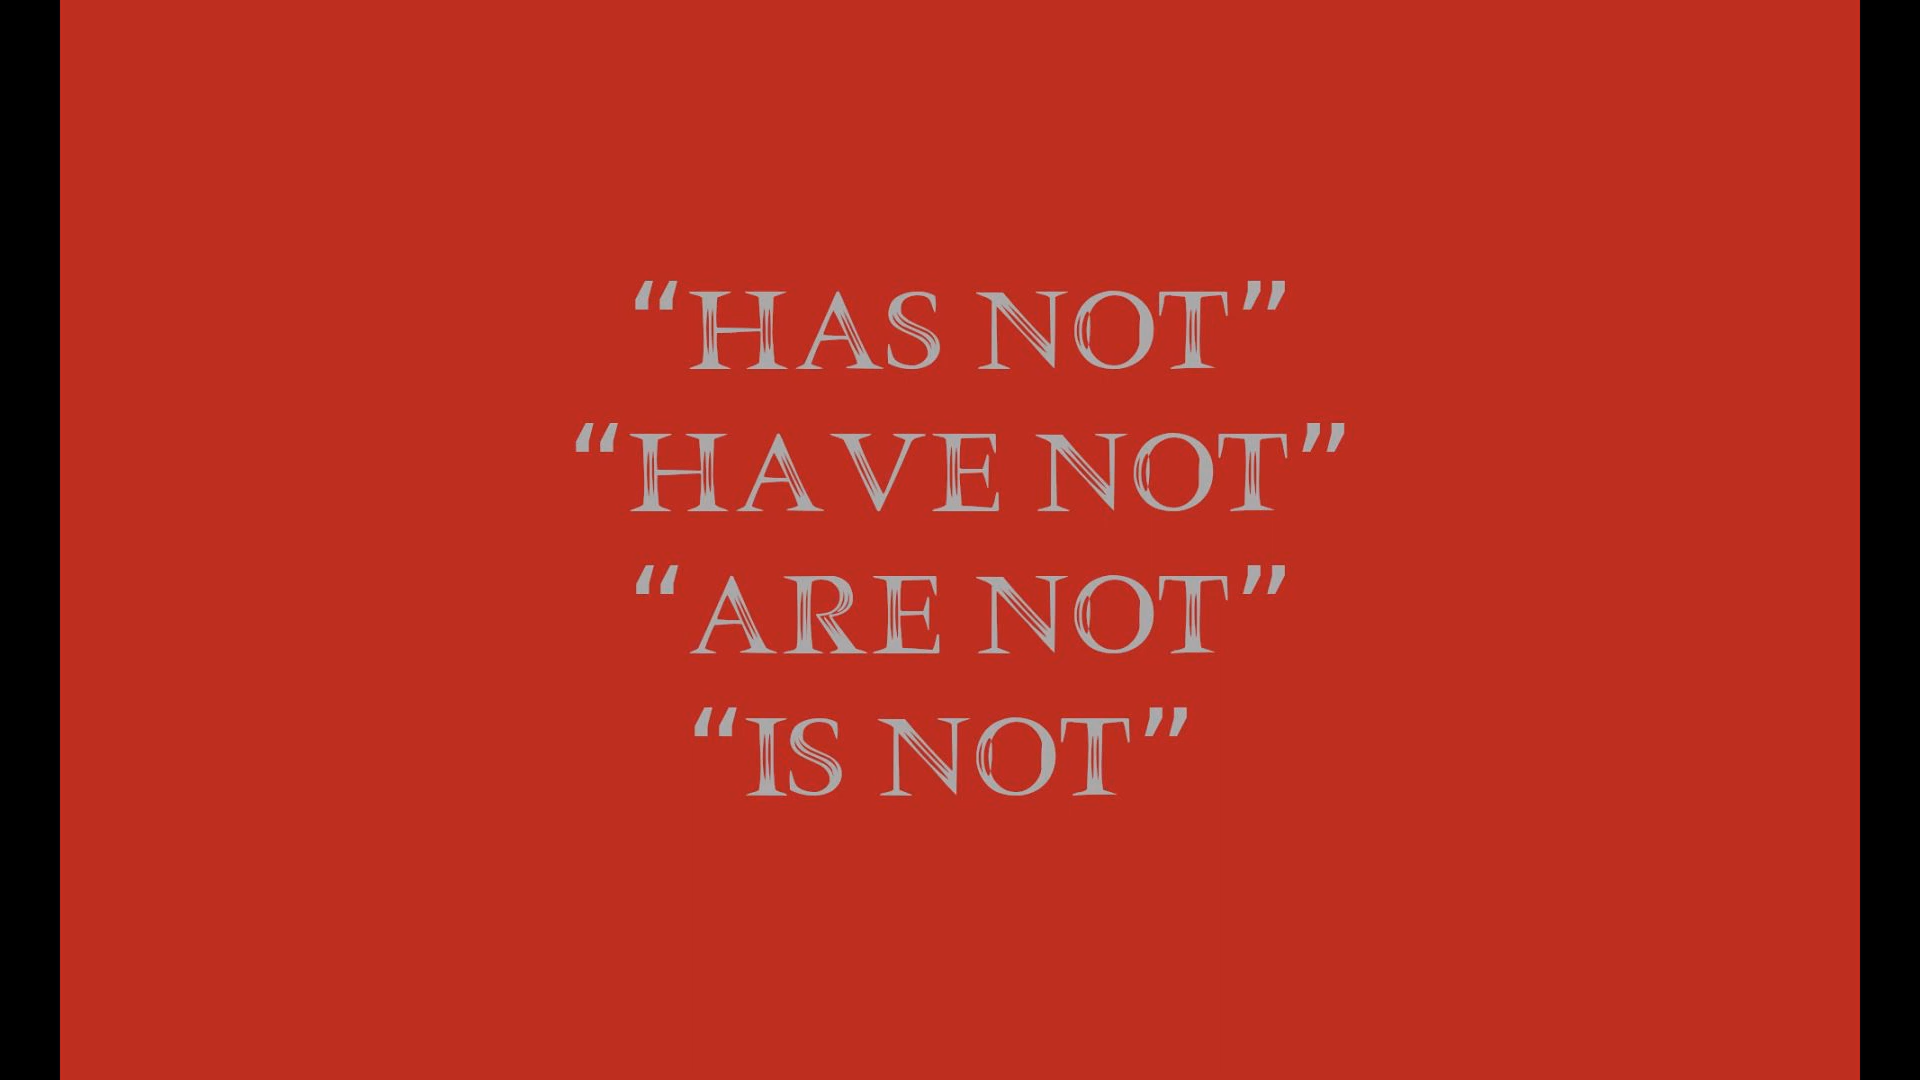 “HAS NOT”
“HAVE NOT”
“ARE NOT”
“IS NOT”